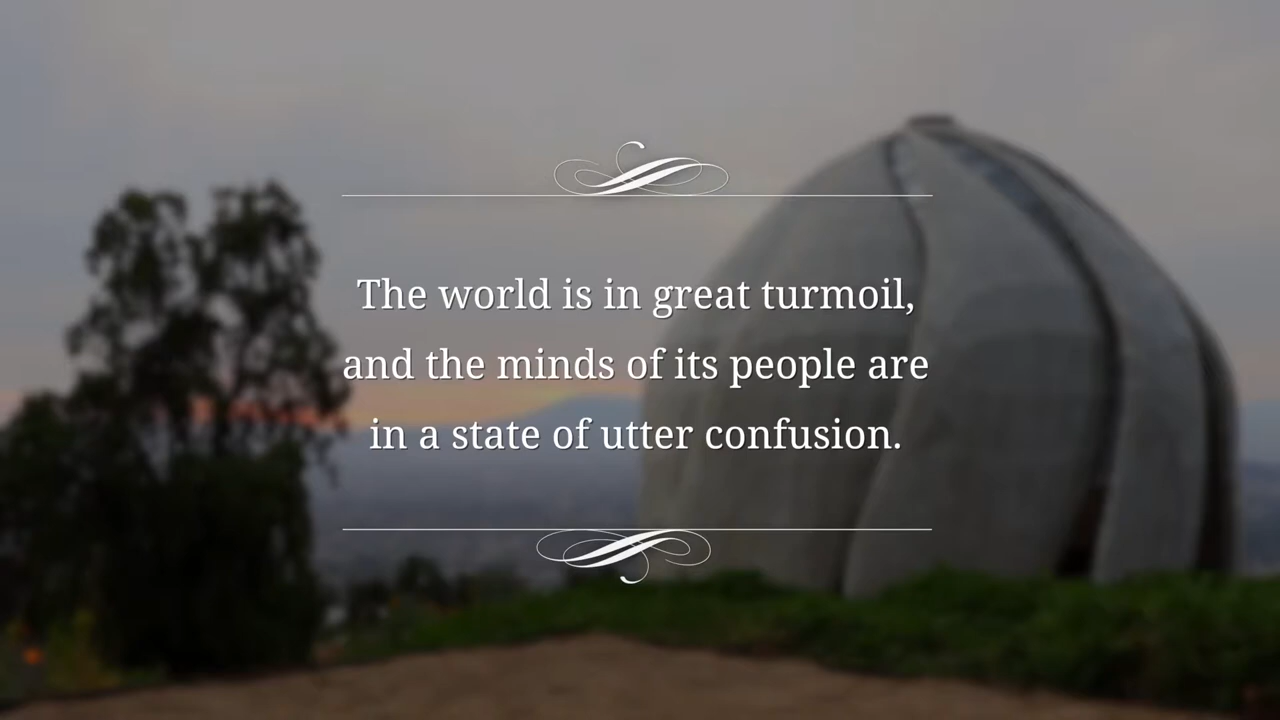 The world is in great turmoil,
and the minds of its people are
in a state of utter confusion.